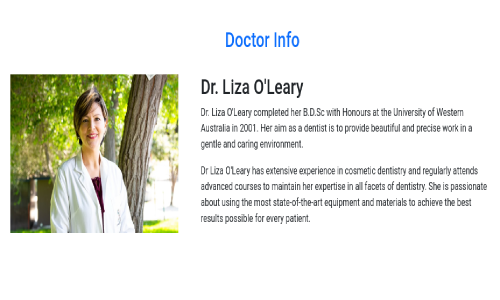 Doctor Info
Dr. Liza O'Leary
Dr. Liza O'Leary completed her B.D.Sc with Honours at the University of Western
Australia in 2001. Her aim as a dentist is to provide beautiful and precise work in a
gentle and caring environment.
Dr Liza O'Leary has extensive experience in cosmetic dentistry and regularly attends
advanced courses to maintain her expertise in all facets of dentistry. She is passionate
about using the most state-of-the-art equipment and materials to achieve the best
results possible for every patient.